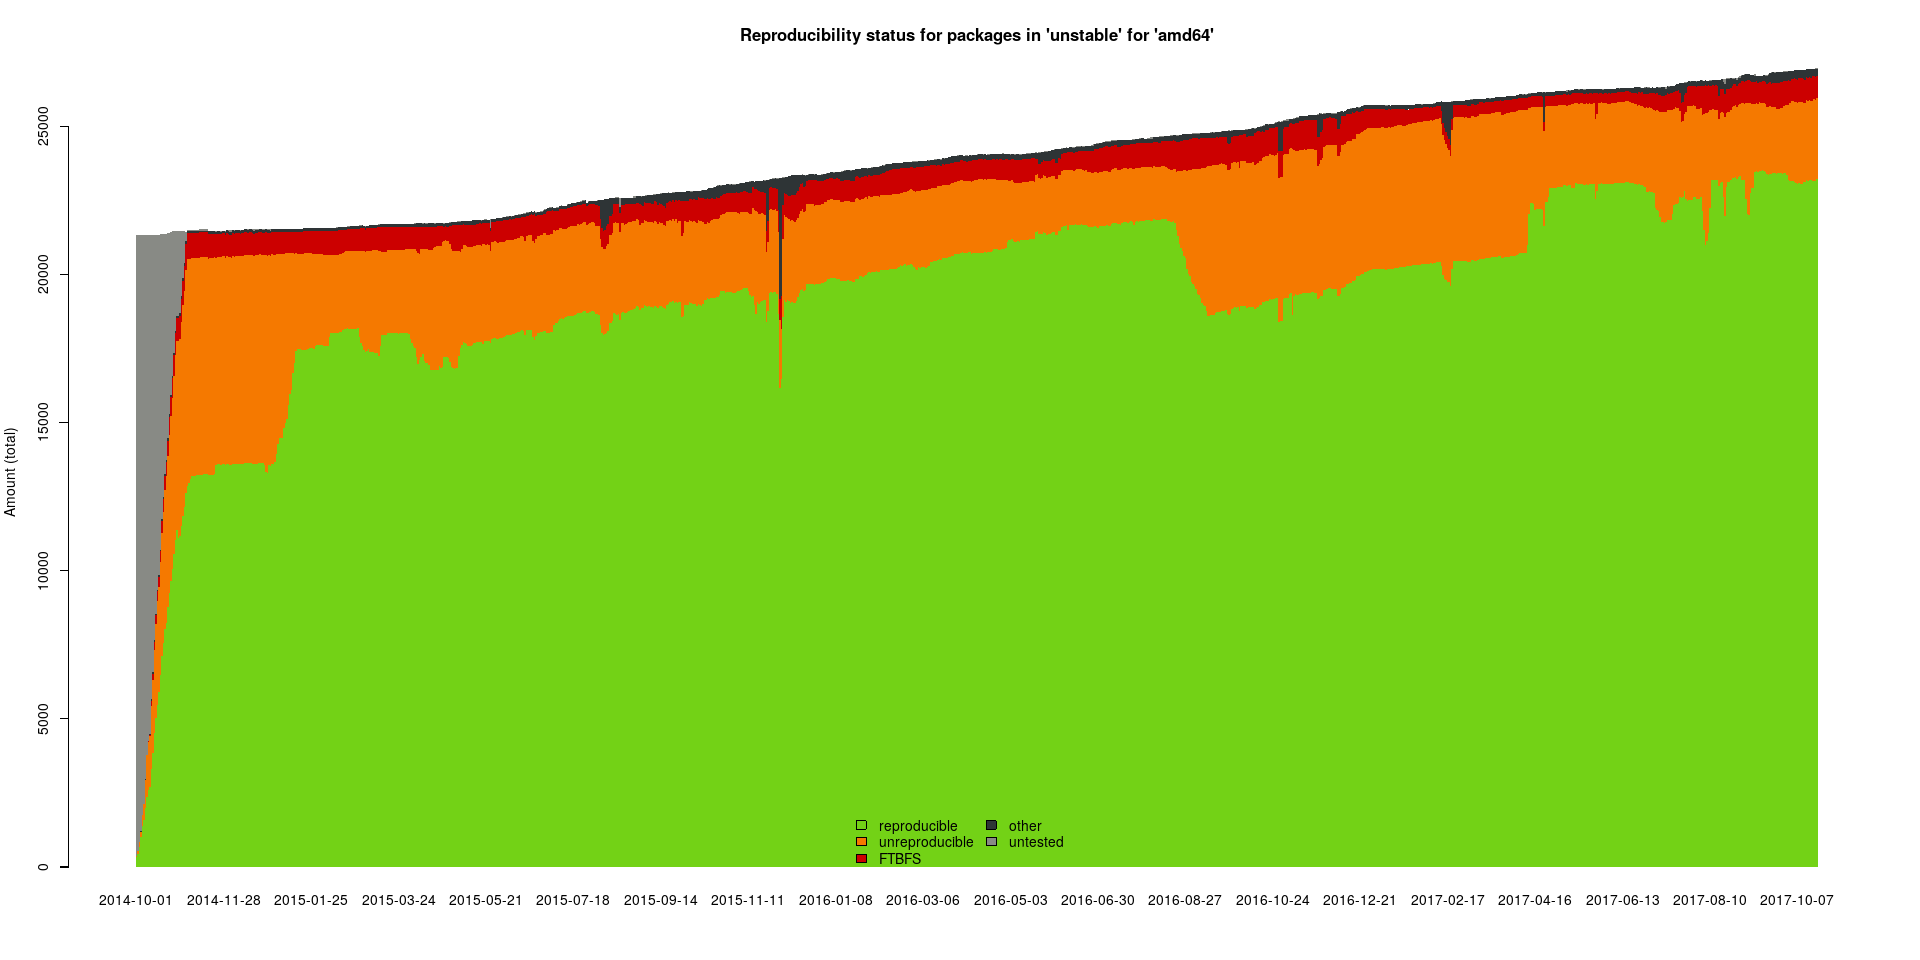 Reproducibility status for packages in 'unstable' for 'amd64'
Amount (total)
25000
20000
15000
10000
5000
0
reproducible
unreproducible
FTBFS
other
untested
2014-10-01 2014-11-28 2015-01-25 2015-03-24 2015-05-21 2015-07-18 2015-09-14 2015-11-11 2016-01-08 2016-03-06 2016-05-03 2016-06-30 2016-08-27 2016-10-24 2016-12-21 2017-02-17 2017-04-16 2017-06-13 2017-08-10 2017-10-07